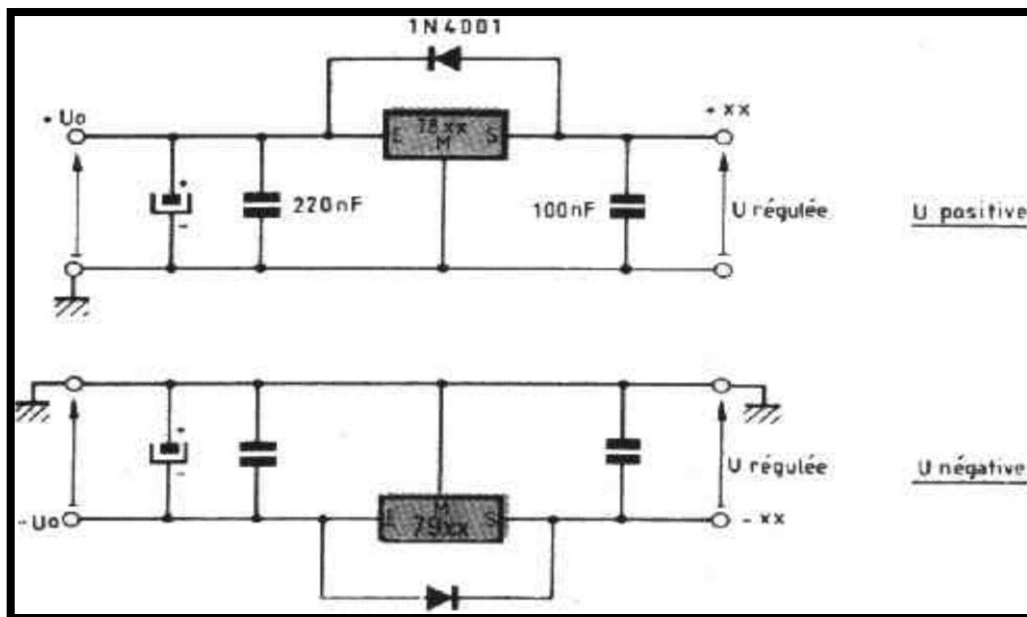 1N4001
+ Uo
+ xx
78xx
E
M
S
+
-
220nF
100nF
U régulée
U positive
+
-
U régulée
U négative
- Uo
E
M
S
79xx
- xx